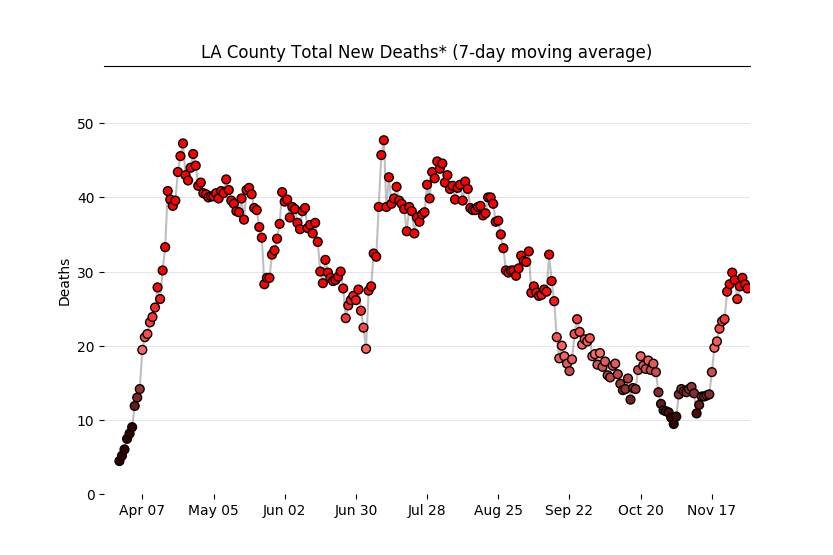 LA County Total New Deaths* (7-day moving average)
50
40
30
20
10
0
Deaths
Apr 07 May 05 Jun 02 Jun 30 Jul 28 Aug 25 Sep 22 Oct 20 Nov 17